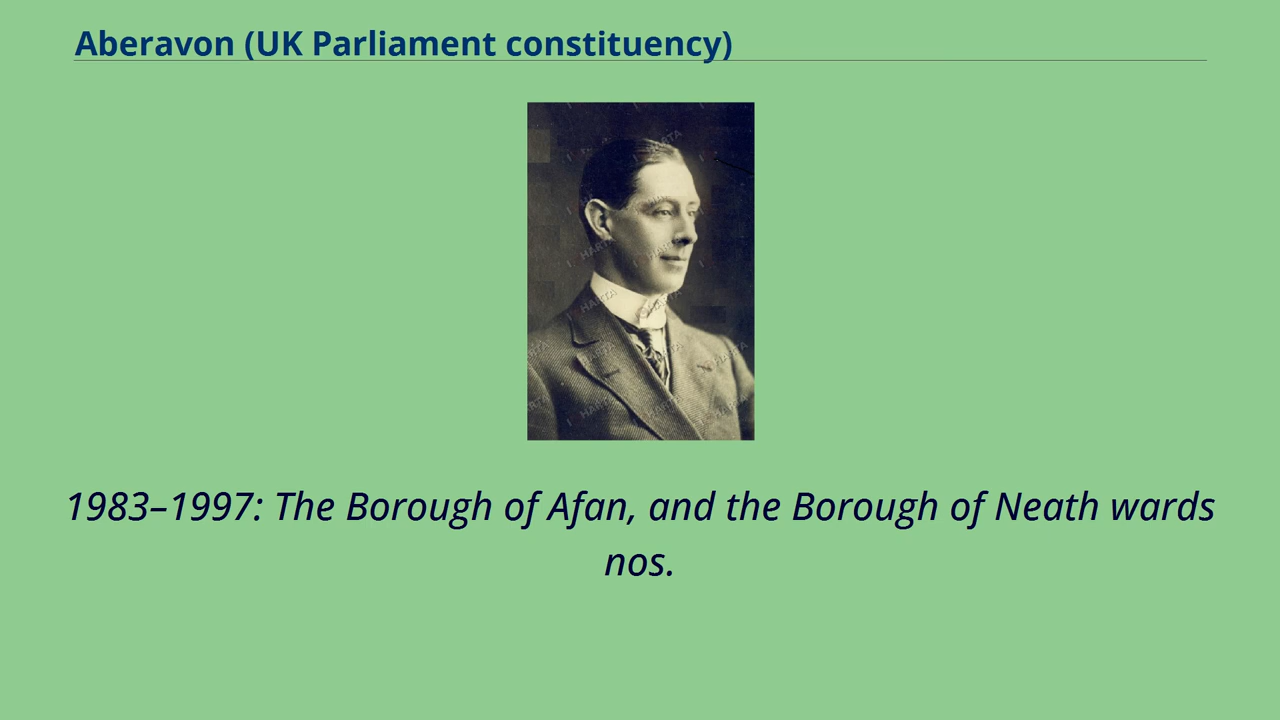 Aberavon (UK Parliament constituency)
1983–1997: The Borough of Afan, and the Borough of Neath wards
nos.